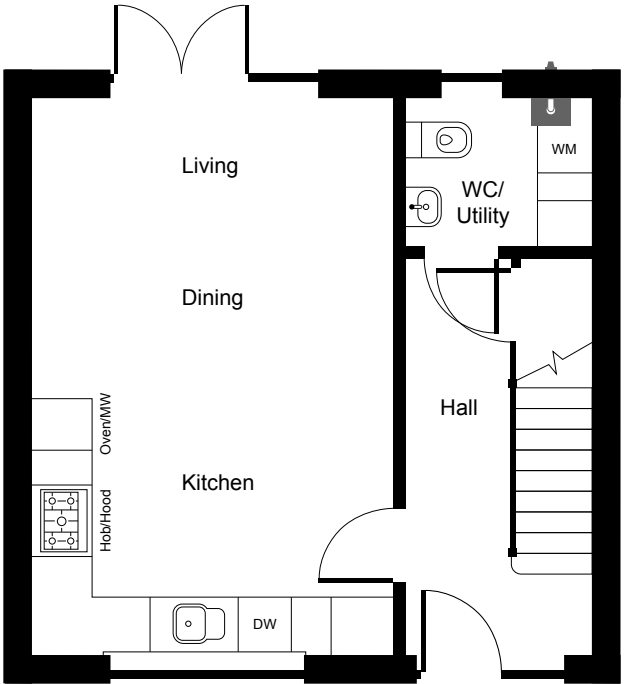 Living
WM
WC/
Utility
Dining
Hall
Oven/MW
Kitchen
Hob/Hood
DW